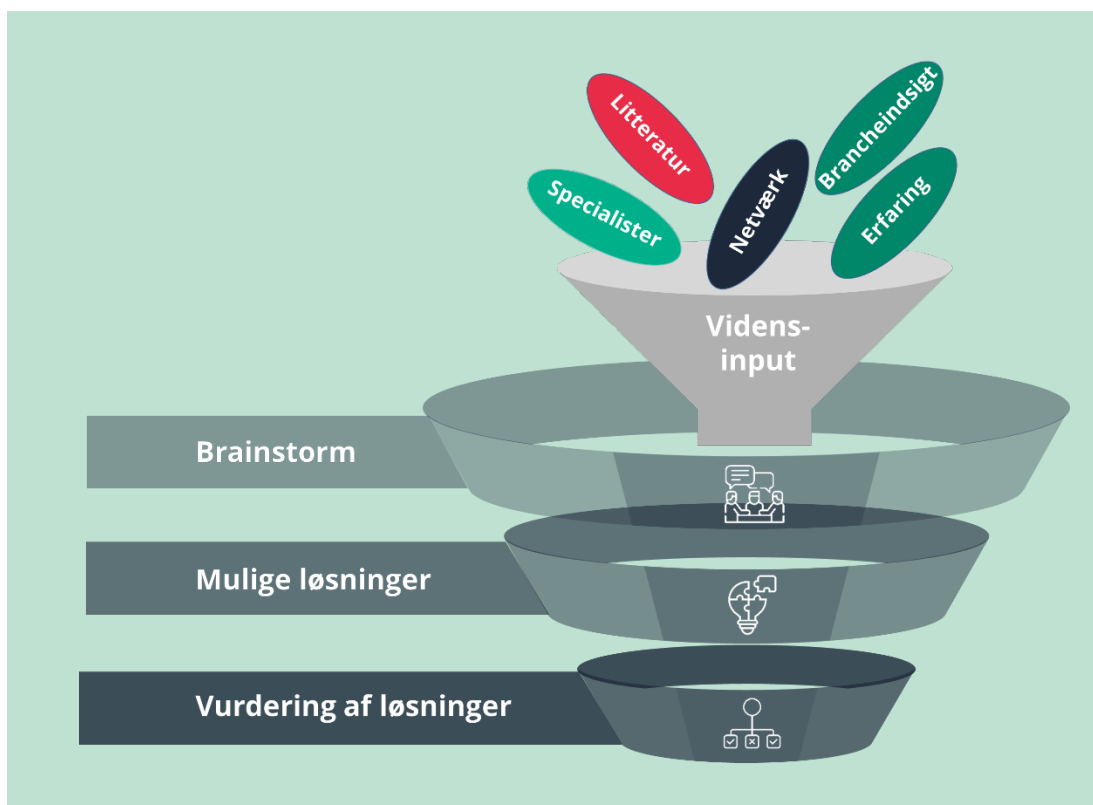 Litteratur
Brancheindsigt
Specialister
Netværk
Erfaring
Videns-
input
Brainstorm
Mulige løsninger
Vurdering af løsninger